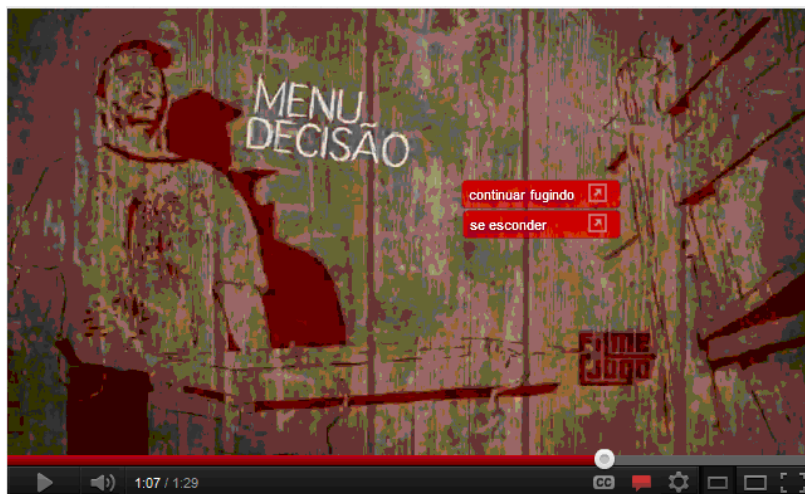 MENU
DECISÃO
continuar fugindo
se esconder
FiLME
JOGO
1:07 / 1:29
CC